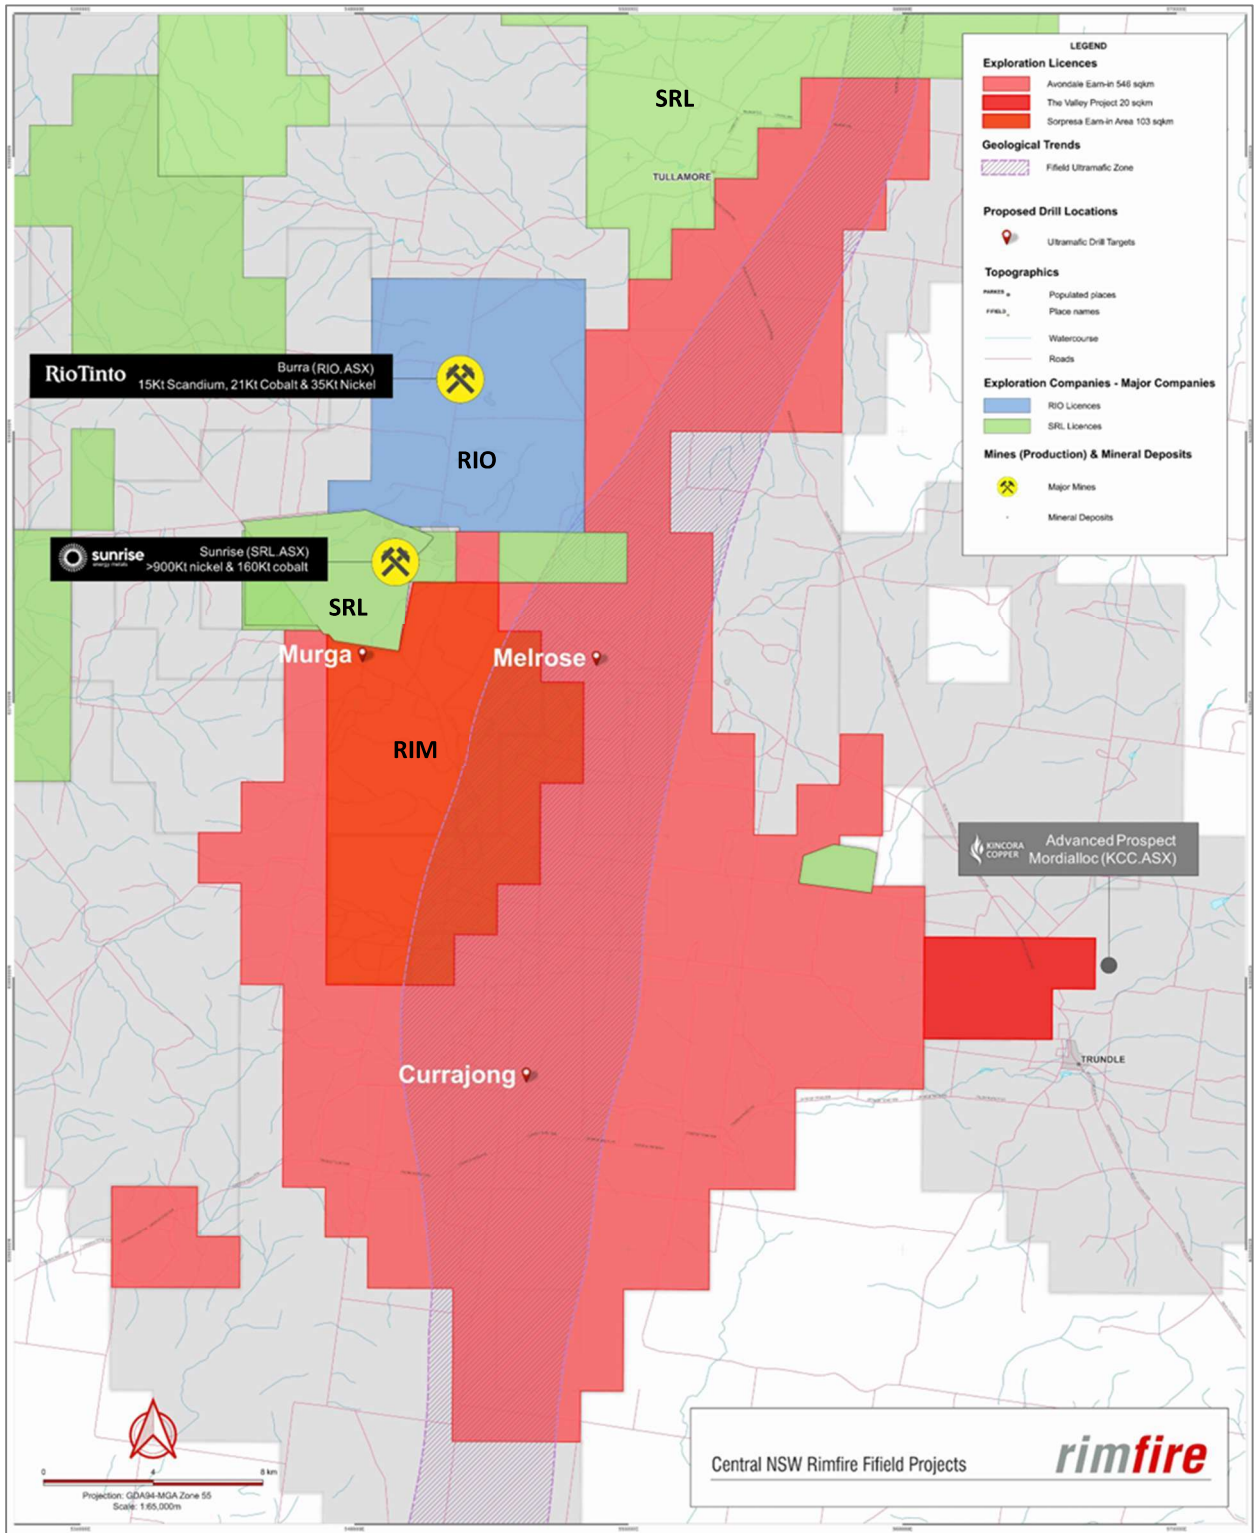 LEGEND
Exploration Licences
Avondale Earn-in 546 sqkm
The Valley Project 20 sqkm
Sorpresa Earn-in Area 103 sqkm
Geological Trends
Fifield Ultramafic Zone
Proposed Drill Locations
Ultramafic Drill Targets
Topographics
PARKES Populated places
FIFIELD Place names
Watercourse
Roads
Exploration Companies - Major Companies
RIO Licences
SRL Licences
Mines (Production) & Mineral Deposits
Major Mines
Mineral Deposits
SRL
TULLAMORE
RioTinto
Burra (RIO.ASX)
15Kt Scandium, 21Kt Cobalt & 35Kt Nickel
RIO
sunrise
energy metals
Sunrise (SRL.ASX)
>900Kt nickel & 160Kt cobalt
SRL
Murga
Melrose
RIM
KINCORA
COPPER
Advanced Prospect
Mordialloc (KCC.ASX)
TRUNDLE
Currajong
0 4 8 km
Projection: GDA94-MGA Zone 55
Scale: 1:65,000m
Central NSW Rimfire Fifield Projects
rimfire